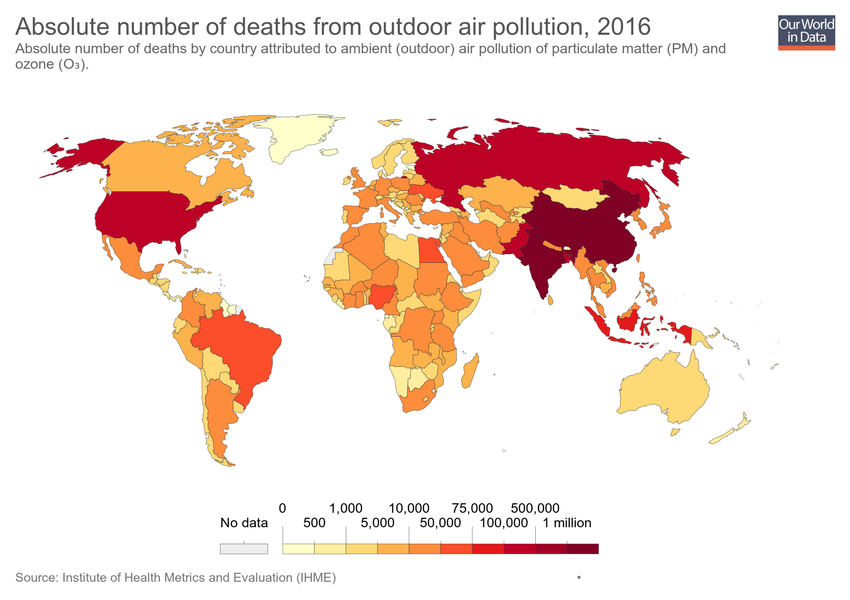 Absolute number of deaths from outdoor air pollution, 2016
Our World
in Data
Absolute number of deaths by country attributed to ambient (outdoor) air pollution of particulate matter (PM) and
ozone (O₃).
0 1,000 10,000 75,000 500,000
No data 500 5,000 50,000 100,000 1 million
Source: Institute of Health Metrics and Evaluation (IHME)